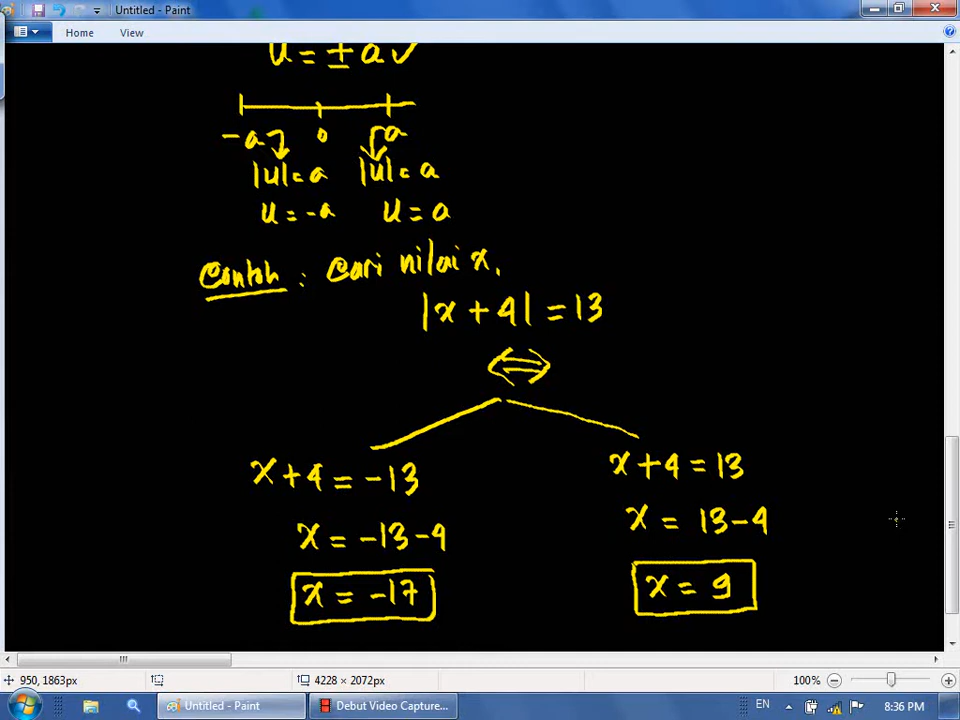 Untitled - Paint
Home View
u = ± a ✓
-a 0 a
|u| = a |u| = a
u = -a u = a
Contoh : Cari nilai x.
|x + 4| = 13
x + 4 = -13 x + 4 = 13
x = -13 - 4 x = 13 - 4
x = -17 x = 9
950, 1863px 4228 × 2072px 100%
Untitled - Paint Debut Video Capture... EN 8:36 PM